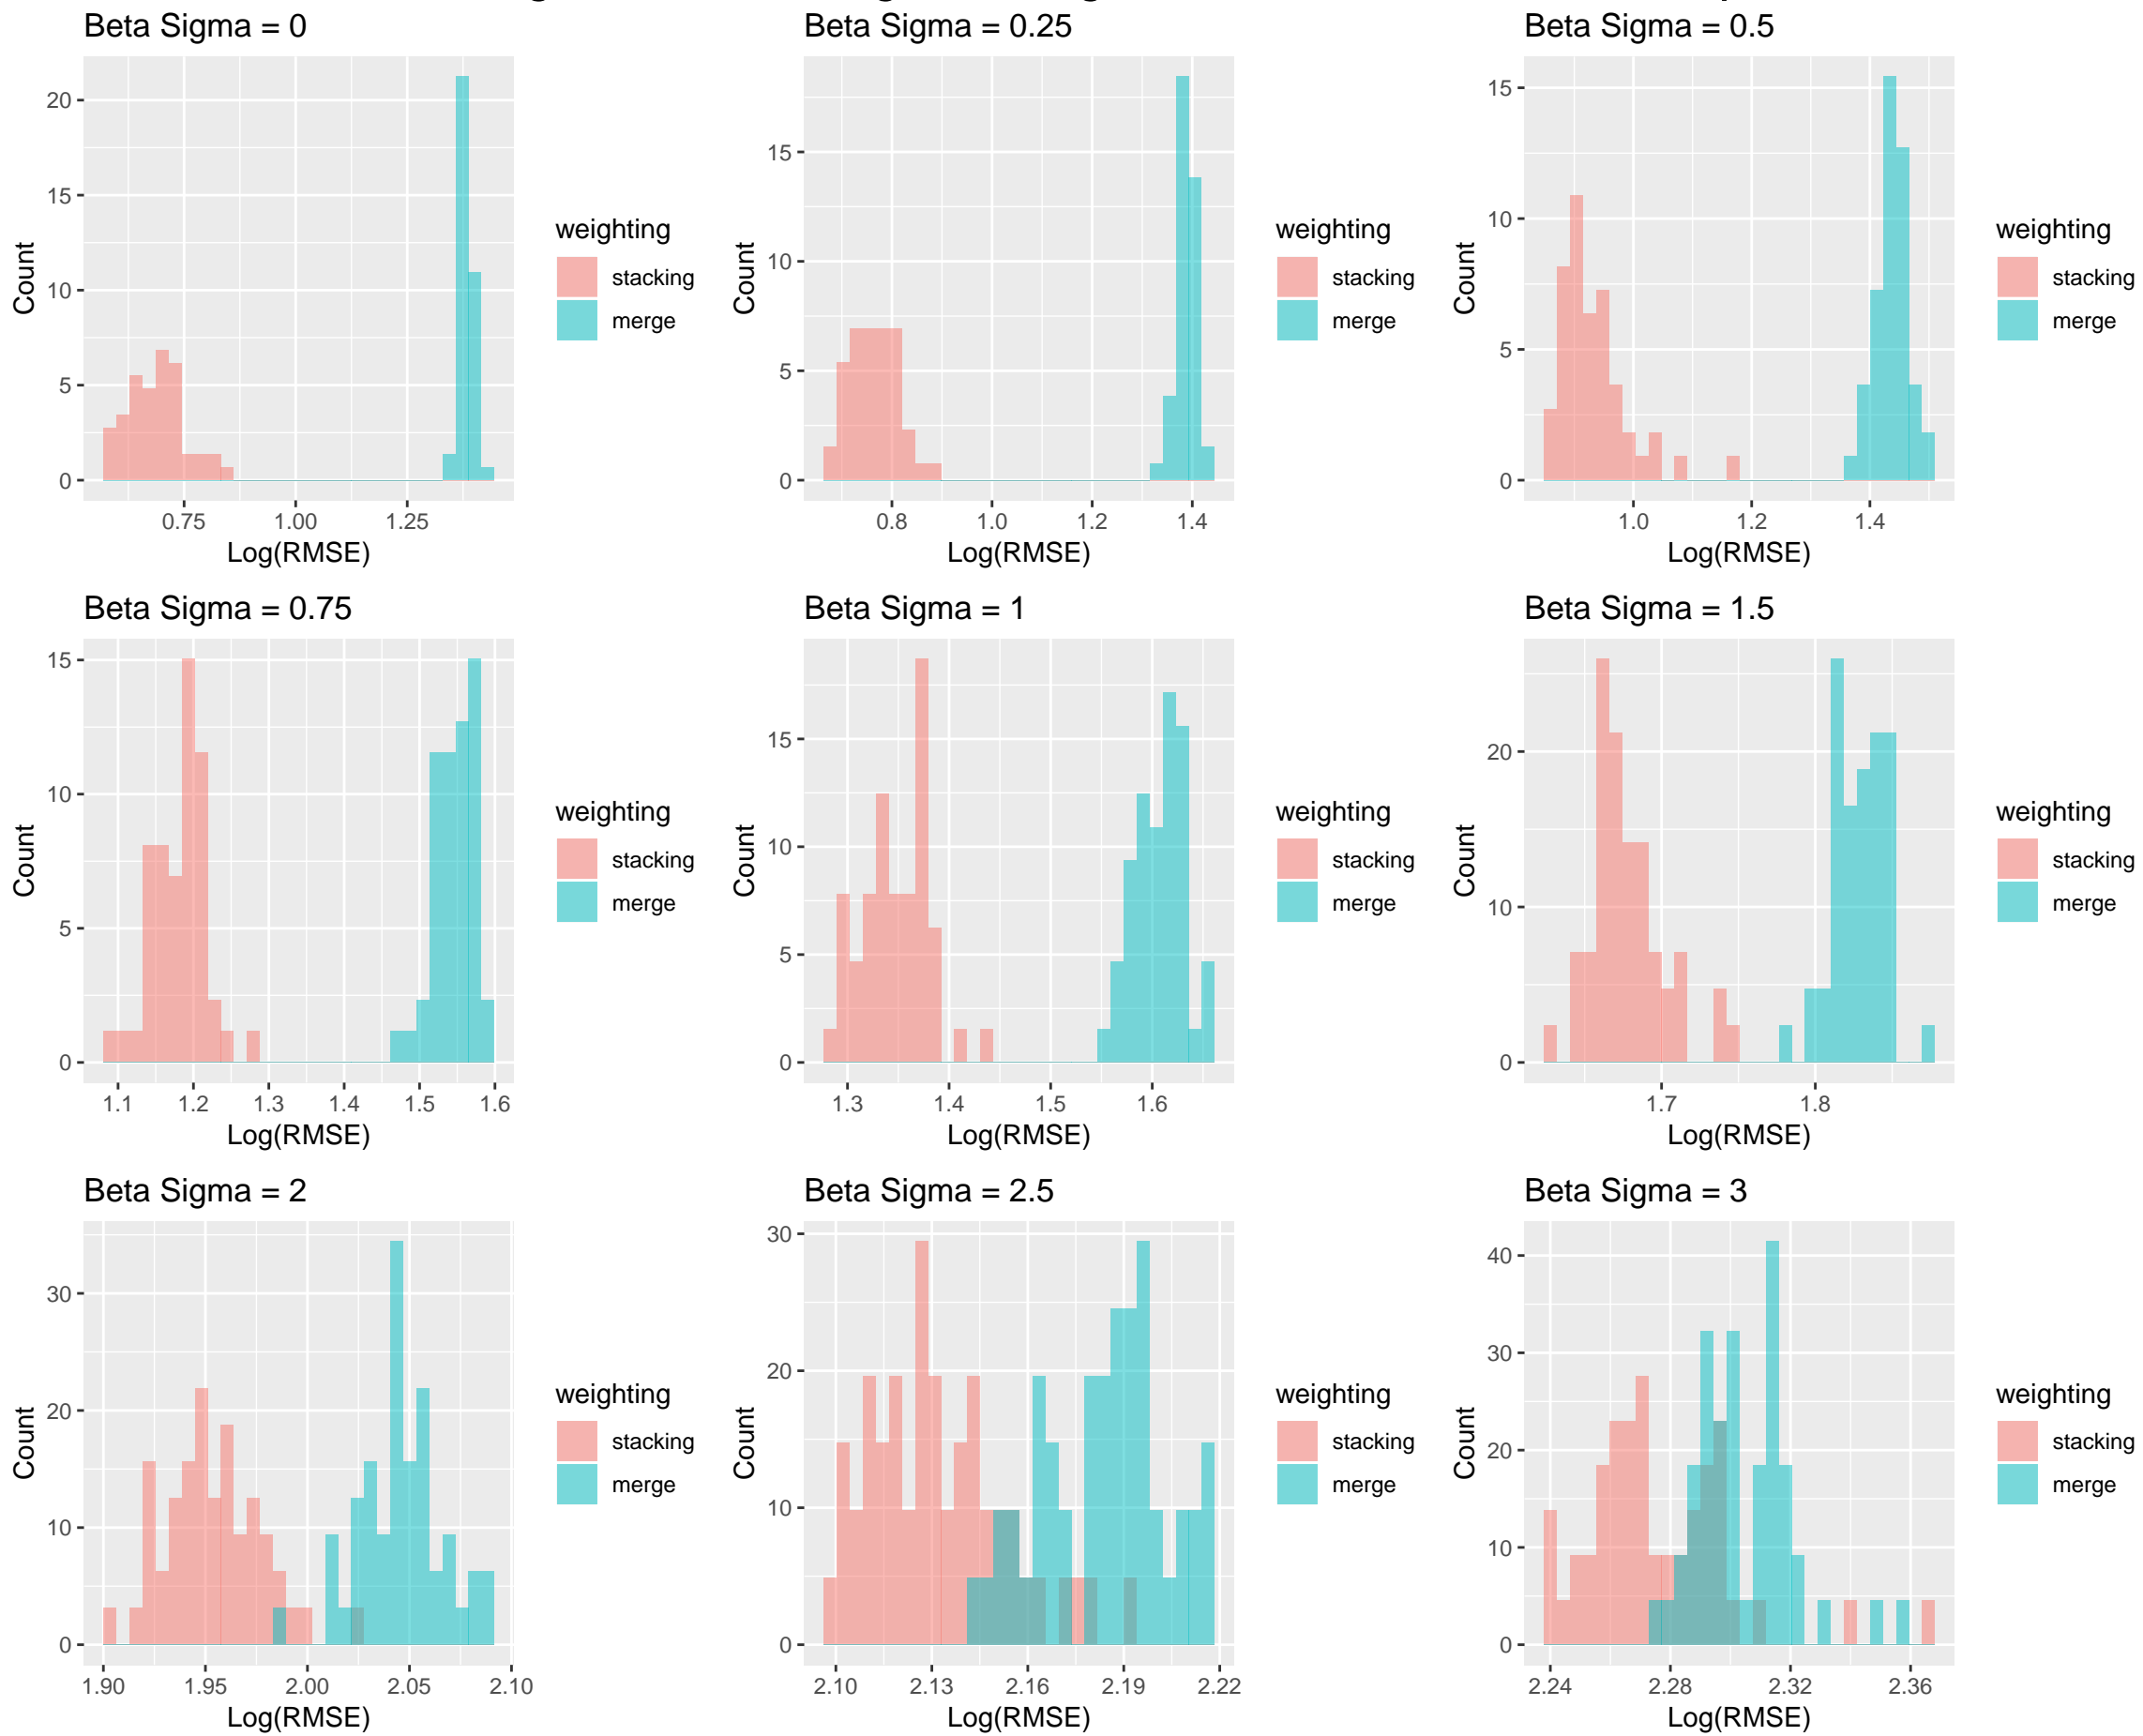 Beta Sigma = 0
20
15
10
5
0
Count
0.75 1.00 1.25
Log(RMSE)
weighting
stacking
merge
Beta Sigma = 0.25
15
10
5
0
Count
0.8 1.0 1.2 1.4
Log(RMSE)
weighting
stacking
merge
Beta Sigma = 0.5
15
10
5
0
Count
1.0 1.2 1.4
Log(RMSE)
weighting
stacking
merge
Beta Sigma = 0.75
15
10
5
0
Count
1.1 1.2 1.3 1.4 1.5 1.6
Log(RMSE)
weighting
stacking
merge
Beta Sigma = 1
15
10
5
0
Count
1.3 1.4 1.5 1.6
Log(RMSE)
weighting
stacking
merge
Beta Sigma = 1.5
20
10
0
Count
1.7 1.8
Log(RMSE)
weighting
stacking
merge
Beta Sigma = 2
30
20
10
0
Count
1.90 1.95 2.00 2.05 2.10
Log(RMSE)
weighting
stacking
merge
Beta Sigma = 2.5
30
20
10
0
Count
2.10 2.13 2.16 2.19 2.22
Log(RMSE)
weighting
stacking
merge
Beta Sigma = 3
40
30
20
10
0
Count
2.24 2.28 2.32 2.36
Log(RMSE)
weighting
stacking
merge